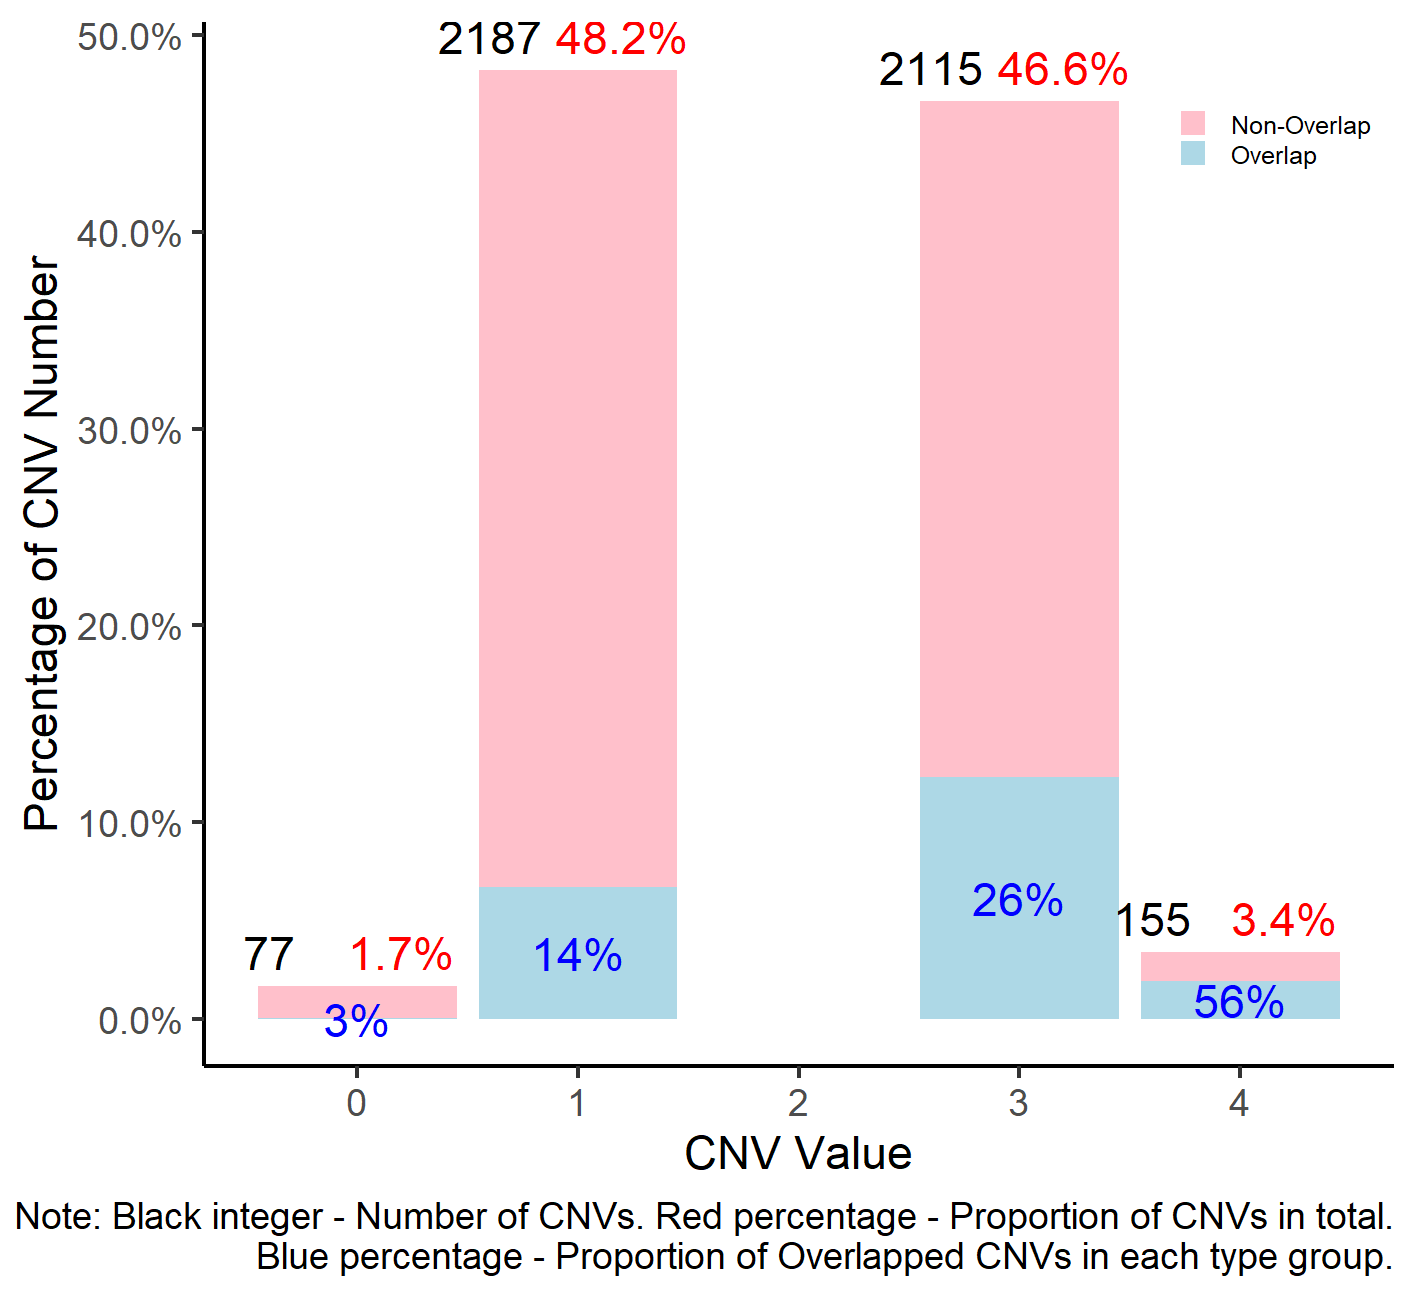 50.0%
40.0%
30.0%
20.0%
10.0%
0.0%
Percentage of CNV Number
2187 48.2%
2115 46.6%
Non-Overlap
Overlap
26%
155 3.4%
77 1.7%
14%
3%
56%
0 1 2 3 4
CNV Value
Note: Black integer - Number of CNVs. Red percentage - Proportion of CNVs in total.
Blue percentage - Proportion of Overlapped CNVs in each type group.